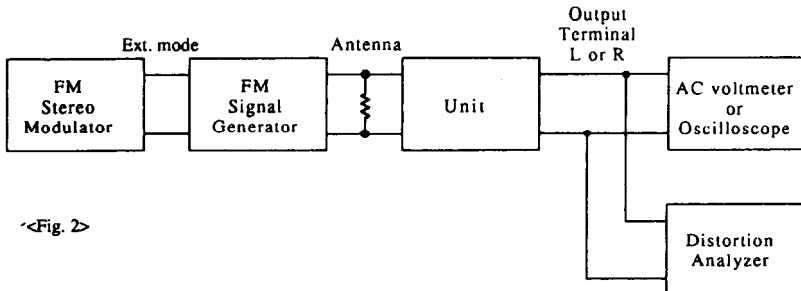 Output
Terminal
L or R
Ext. mode
Antenna
FM
Stereo
Modulator
FM
Signal
Generator
Unit
AC voltmeter
or
Oscilloscope
<Fig. 2>
Distortion
Analyzer